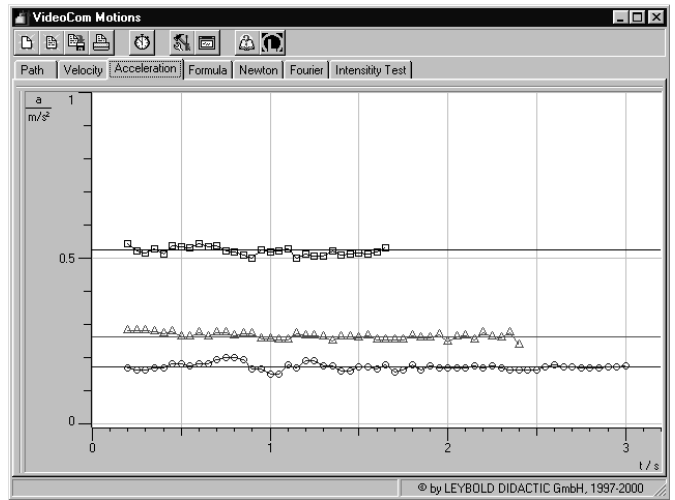 VideoCom Motions
Path Velocity Acceleration Formula Newton Fourier Intensitity Test
a
m/s²
1
0.5
0
0 1 2 3
t / s
© by LEYBOLD DIDACTIC GmbH, 1997-2000